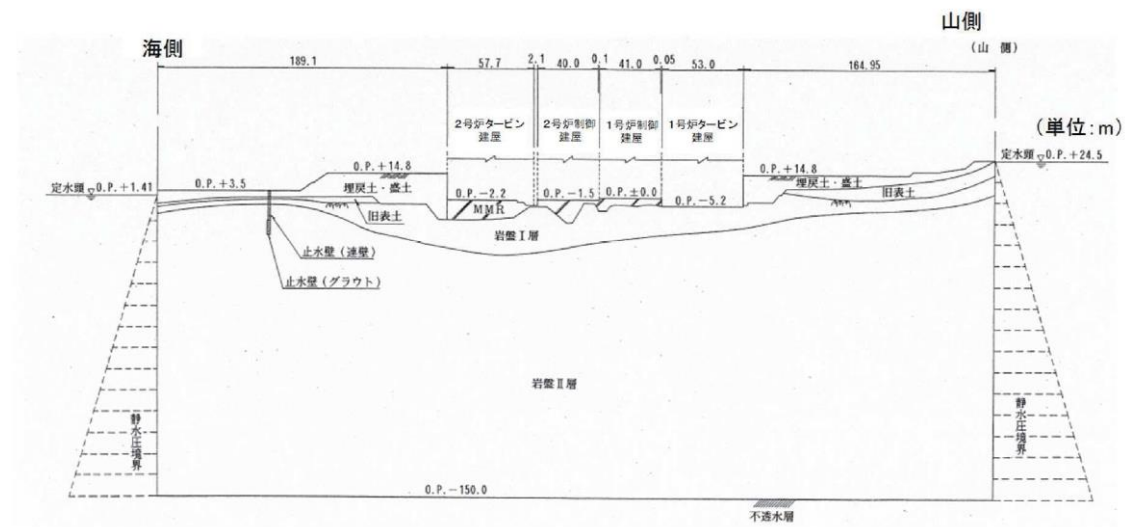 海側
山側
(山 側)
189.1
57.7
2.1
40.0
0.1
41.0
0.05
53.0
164.95
(単位:m)
2号炉タービン
建屋
2号炉制御
建屋
1号炉制御
建屋
1号炉タービン
建屋
定水頭 O.P.+1.41
O.P.+3.5
O.P.+14.8
埋戻土・盛土
旧表土
O.P.-2.2
MMR
O.P.-1.5
O.P.±0.0
O.P.-5.2
O.P.+14.8
埋戻土・盛土
旧表土
定水頭 O.P.+24.5
岩盤Ⅰ層
止水壁(連壁)
止水壁(グラウト)
岩盤Ⅱ層
静水圧境界
静水圧境界
O.P.-150.0
不透水層